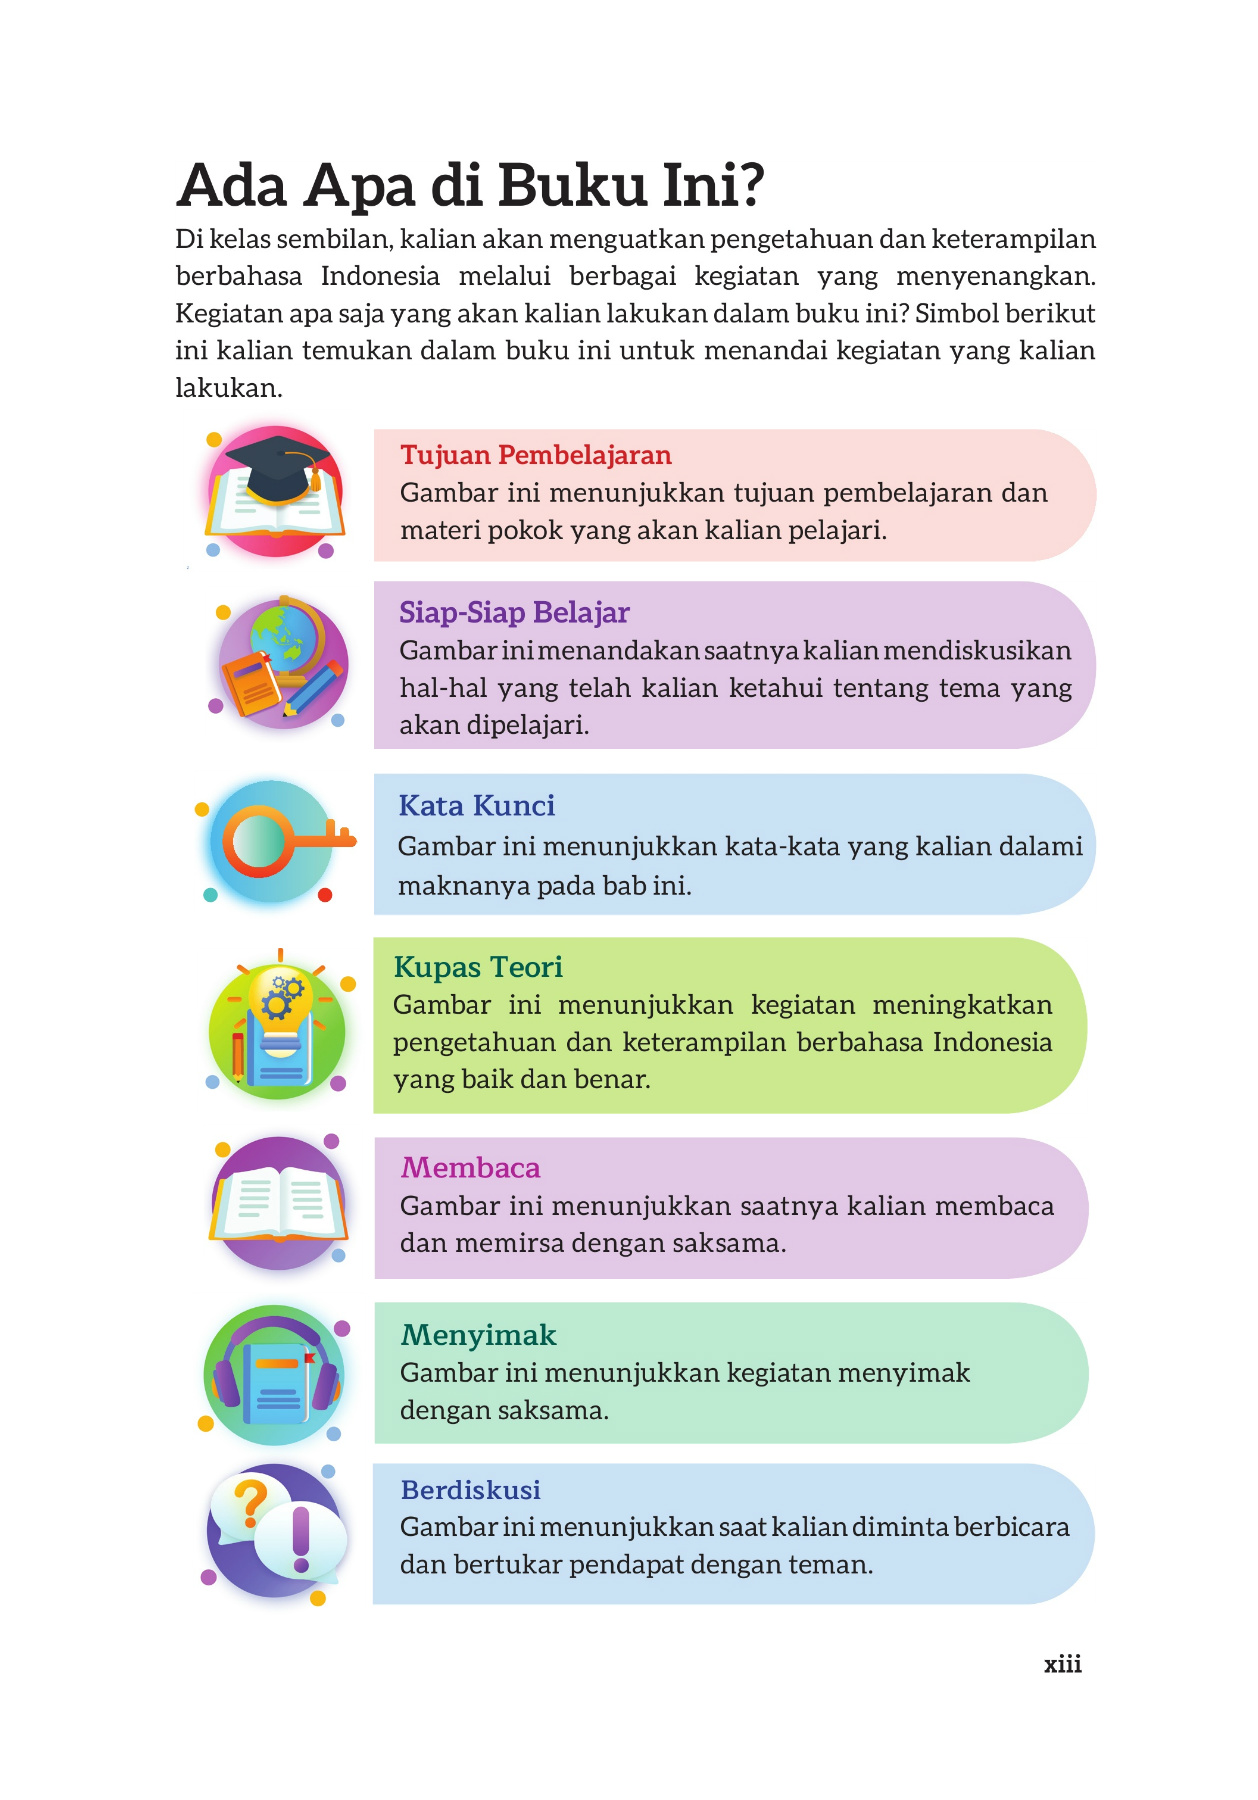 Ada Apa di Buku Ini?
Di kelas sembilan, kalian akan menguatkan pengetahuan dan keterampilan
berbahasa Indonesia melalui berbagai kegiatan yang menyenangkan.
Kegiatan apa saja yang akan kalian lakukan dalam buku ini? Simbol berikut
ini kalian temukan dalam buku ini untuk menandai kegiatan yang kalian
lakukan.
Tujuan Pembelajaran
Gambar ini menunjukkan tujuan pembelajaran dan
materi pokok yang akan kalian pelajari.
Siap-Siap Belajar
Gambar ini menandakan saatnya kalian mendiskusikan
hal-hal yang telah kalian ketahui tentang tema yang
akan dipelajari.
Kata Kunci
Gambar ini menunjukkan kata-kata yang kalian dalami
maknanya pada bab ini.
Kupas Teori
Gambar ini menunjukkan kegiatan meningkatkan
pengetahuan dan keterampilan berbahasa Indonesia
yang baik dan benar.
Membaca
Gambar ini menunjukkan saatnya kalian membaca
dan memirsa dengan saksama.
Menyimak
Gambar ini menunjukkan kegiatan menyimak
dengan saksama.
? !
Berdiskusi
Gambar ini menunjukkan saat kalian diminta berbicara
dan bertukar pendapat dengan teman.
xiii